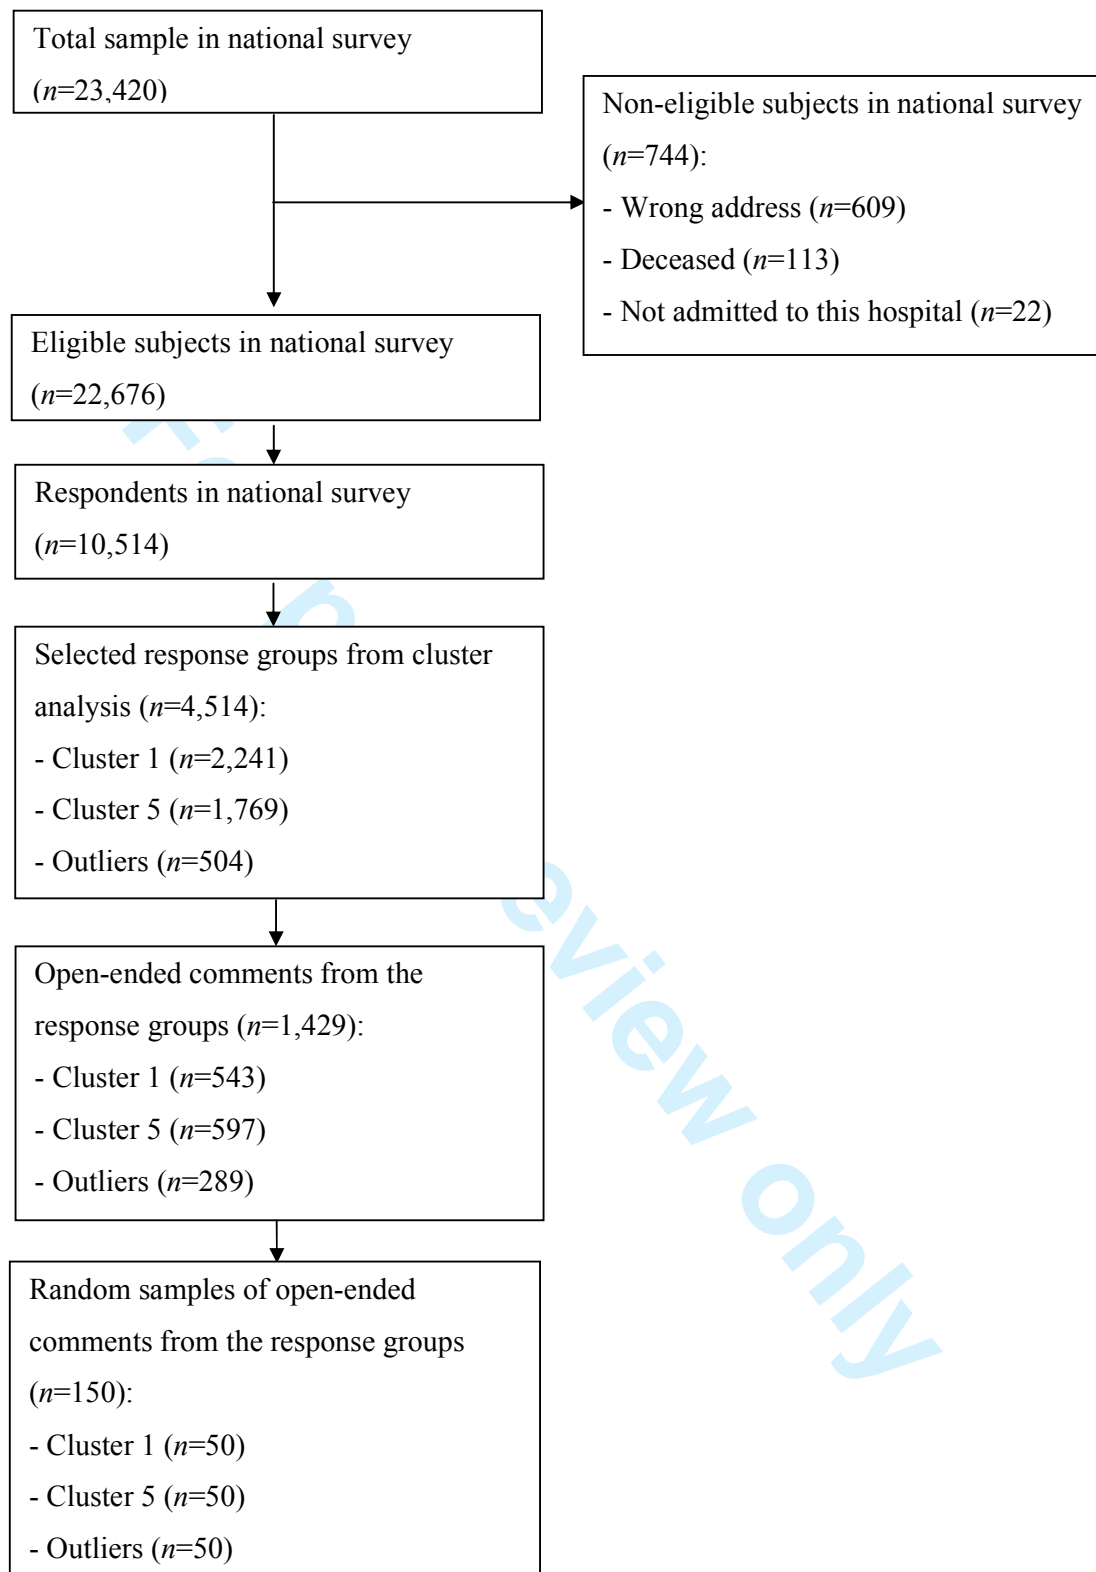 Total sample in national survey
(n=23,420)
Non-eligible subjects in national survey
(n=744):
- Wrong address (n=609)
- Deceased (n=113)
- Not admitted to this hospital (n=22)
Eligible subjects in national survey
(n=22,676)
Respondents in national survey
(n=10,514)
Selected response groups from cluster
analysis (n=4,514):
- Cluster 1 (n=2,241)
- Cluster 5 (n=1,769)
- Outliers (n=504)
Open-ended comments from the
response groups (n=1,429):
- Cluster 1 (n=543)
- Cluster 5 (n=597)
- Outliers (n=289)
Random samples of open-ended
comments from the response groups
(n=150):
- Cluster 1 (n=50)
- Cluster 5 (n=50)
- Outliers (n=50)
only